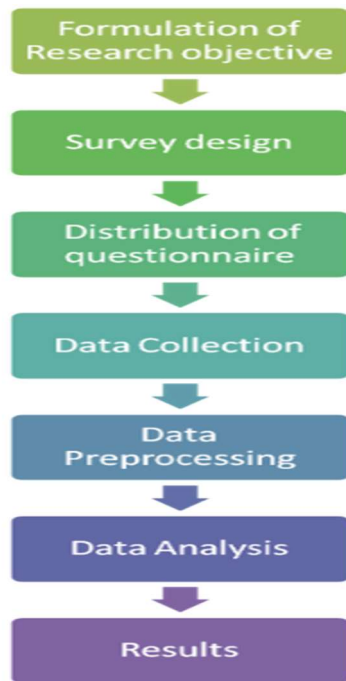 Formulation of
Research objective
Survey design
Distribution of
questionnaire
Data Collection
Data
Preprocessing
Data Analysis
Results